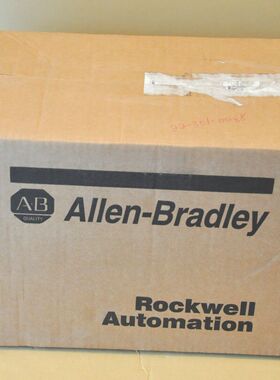 AB
QUALITY
Allen-Bradley
Rockwell
Automation